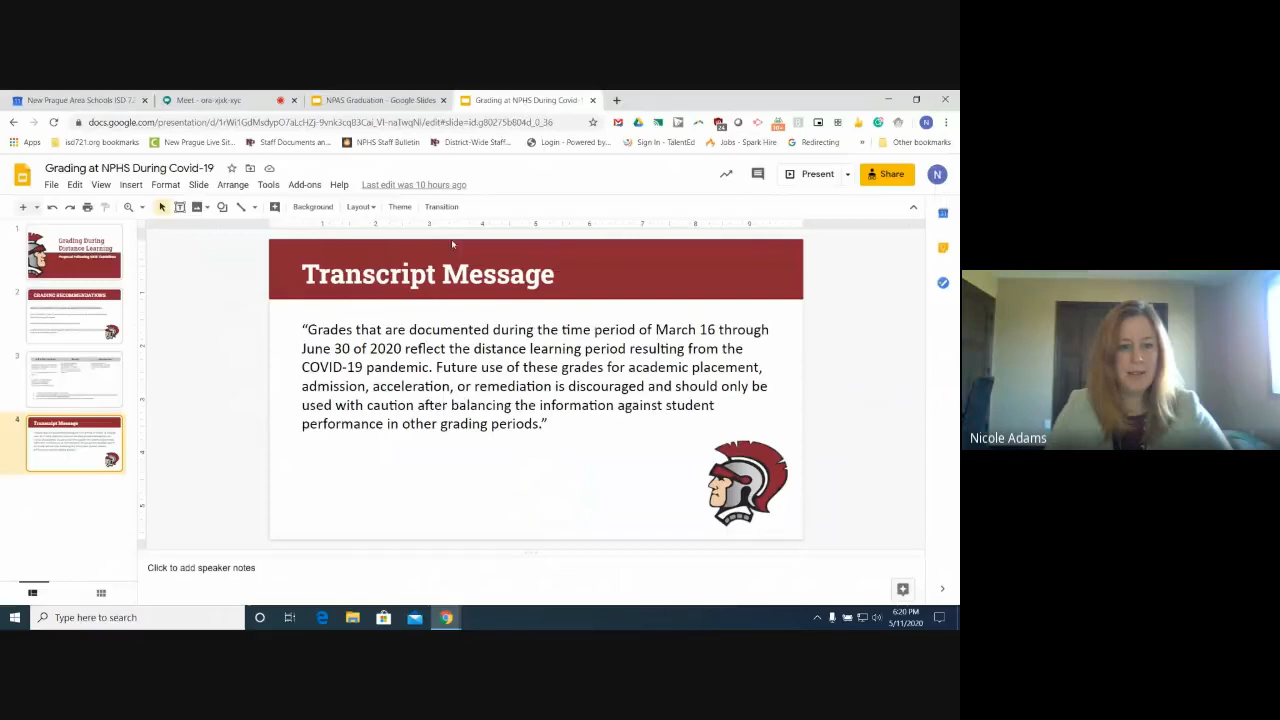 New Prague Area Schools ISD 7
Meet - ora-xjxk-xyc
NPAS Graduation - Google Slides
Grading at NPHS During Covid-
Apps
isd721.org bookmarks
New Prague Live Sit...
Staff Documents an...
NPHS Staff Bulletin
District-Wide Staff...
Login - Powered by...
Sign In - TalentEd
Jobs - Spark Hire
Redirecting
Other bookmarks
Grading at NPHS During Covid-19
File Edit View Insert Format Slide Arrange Tools Add-ons Help Last edit was 10 hours ago
Present
Share
N
Background Layout Theme Transition
1
Grading During
Distance Learning
2
GRADING RECOMMENDATIONS
3
4
Transcript Message
Transcript Message
“Grades that are documented during the time period of March 16 through
June 30 of 2020 reflect the distance learning period resulting from the
COVID-19 pandemic. Future use of these grades for academic placement,
admission, acceleration, or remediation is discouraged and should only be
used with caution after balancing the information against student
performance in other grading periods.”
Click to add speaker notes
Type here to search
6:20 PM
5/11/2020
Nicole Adams